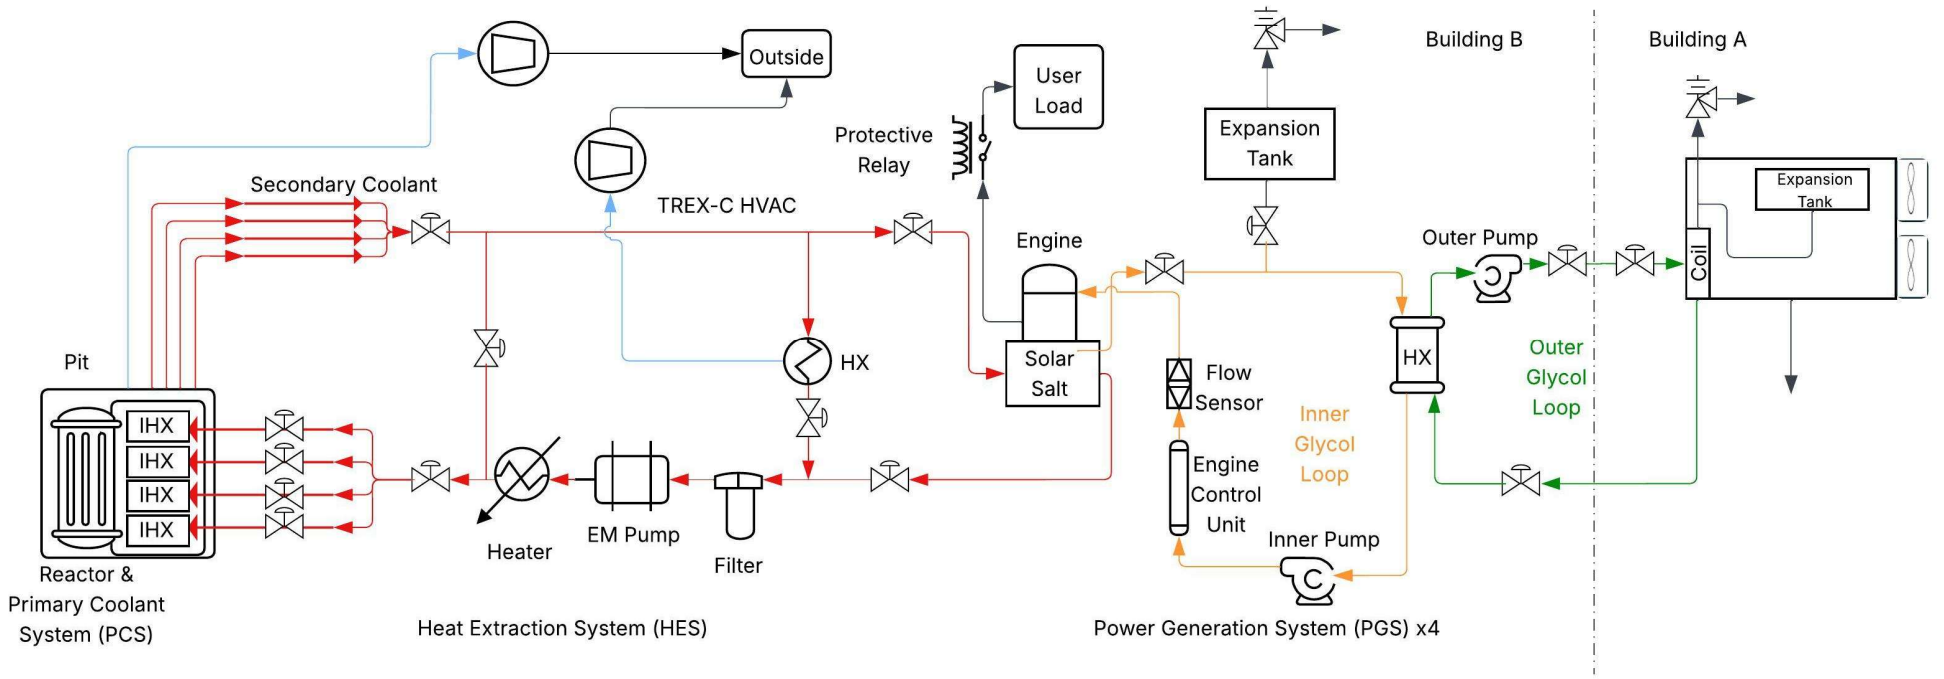 Building B
Building A
Outside
User
Load
Expansion
Tank
Protective
Relay
Secondary Coolant
TREX-C HVAC
Expansion
Tank
Engine
Outer Pump
Coil
Pit
HX
Solar
Salt
Flow
Sensor
HX
Outer
Glycol
Loop
Inner
Glycol
Loop
IHX
IHX
IHX
IHX
Engine
Control
Unit
EM Pump
Heater
Filter
Inner Pump
C
C
Reactor &
Primary Coolant
System (PCS)
Heat Extraction System (HES)
Power Generation System (PGS) x4